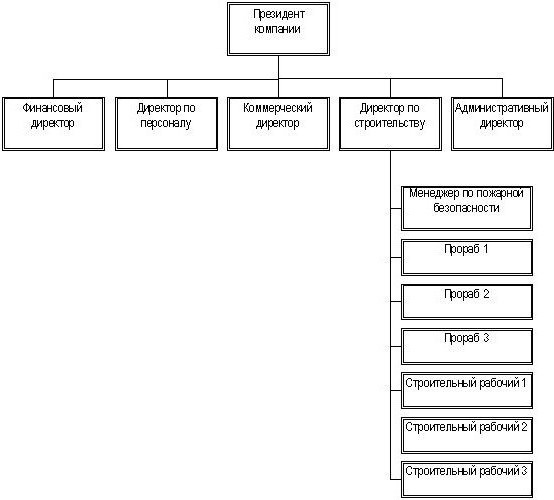 Президент
компании
Финансовый
директор
Директор по
персоналу
Коммерческий
директор
Директор по
строительству
Административный
директор
Менеджер по пожарной
безопасности
Прораб 1
Прораб 2
Прораб 3
Строительный рабочий 1
Строительный рабочий 2
Строительный рабочий 3